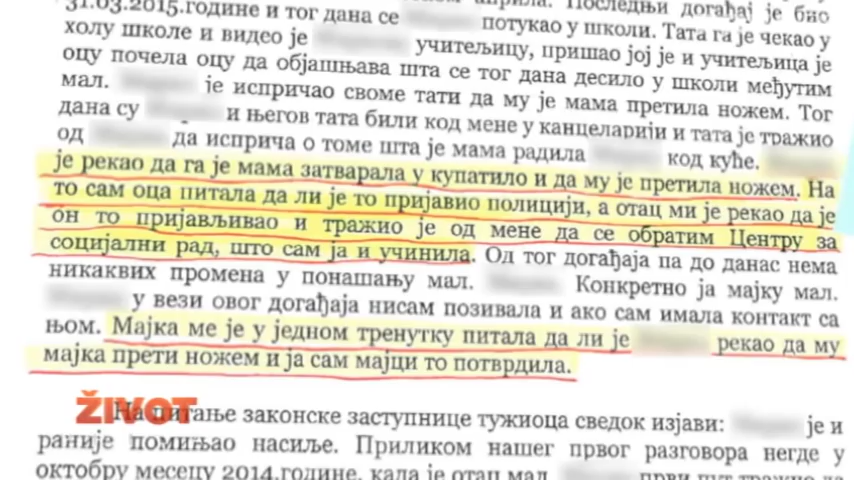 31.03.2015.године и тог дана се потукао у школи. Тата га је чекао у
холу школе и видео је учитељицу, пришао јој је и учитељица је
оцу почела оцу да објашњава шта се тог дана десило у школи међутим
мал. је испричао своме тати да му је мама претила ножем. Тог
дана су и његов тата били код мене у канцеларији и тата је тражио
од да исприча о томе шта је мама радила код куће.
је рекао да га је мама затварала у купатило и да му је претила ножем. На
то сам оца питала да ли је то пријавио полицији, а отац ми је рекао да је
он то пријављивао и тражио је од мене да се обратим Центру за
социјални рад, што сам ја и учинила. Од тог догађаја па до данас нема
никаквих промена у понашању мал. Конкретно ја мајку мал.
у вези овог догађаја нисам позивала и ако сам имала контакт са
њом. Мајка ме је у једном тренутку питала да ли је рекао да му
мајка прети ножем и ја сам мајци то потврдила.
ŽIVOT
На питање законске заступнице тужиоца сведок изјави: је и
раније помињао насиље. Приликом нашег првог разговора негде у
октобру месецу 2014.године, када је отац мал.